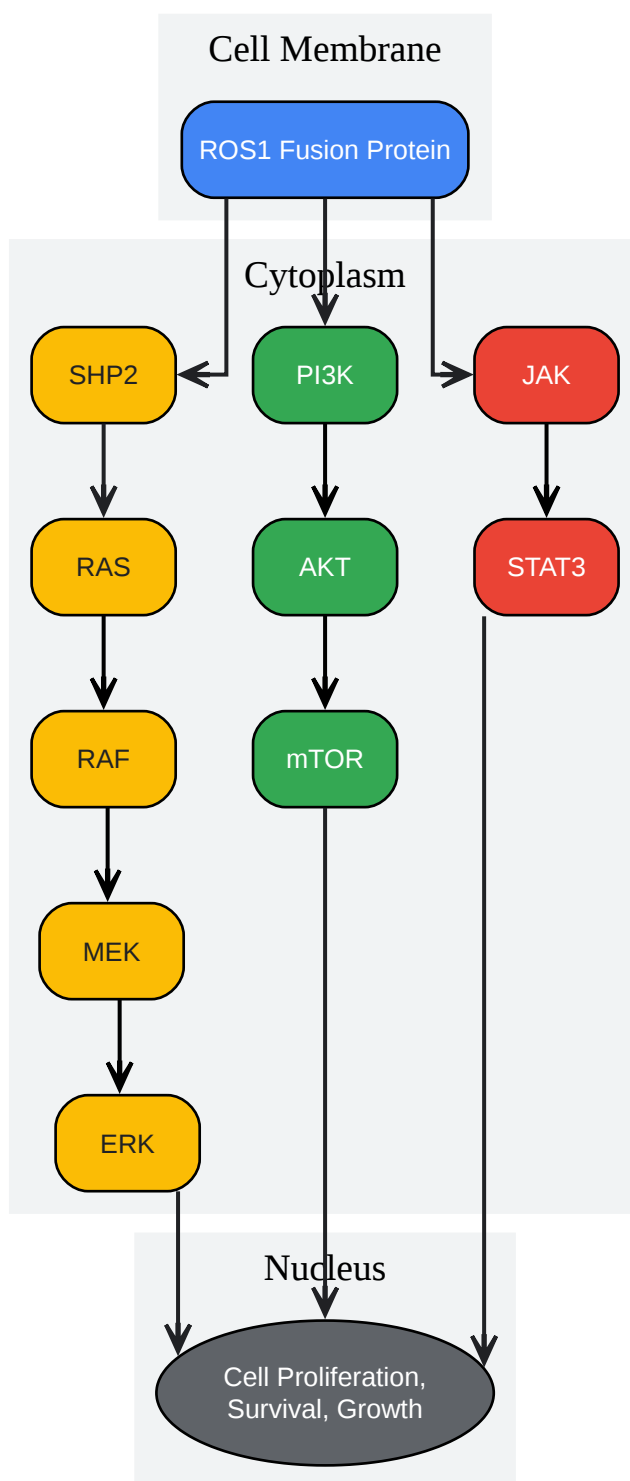 Cell Membrane
ROS1 Fusion Protein
Cytoplasm
SHP2
PI3K
JAK
RAS
AKT
STAT3
RAF
mTOR
MEK
ERK
Nucleus
Cell Proliferation,
Survival, Growth